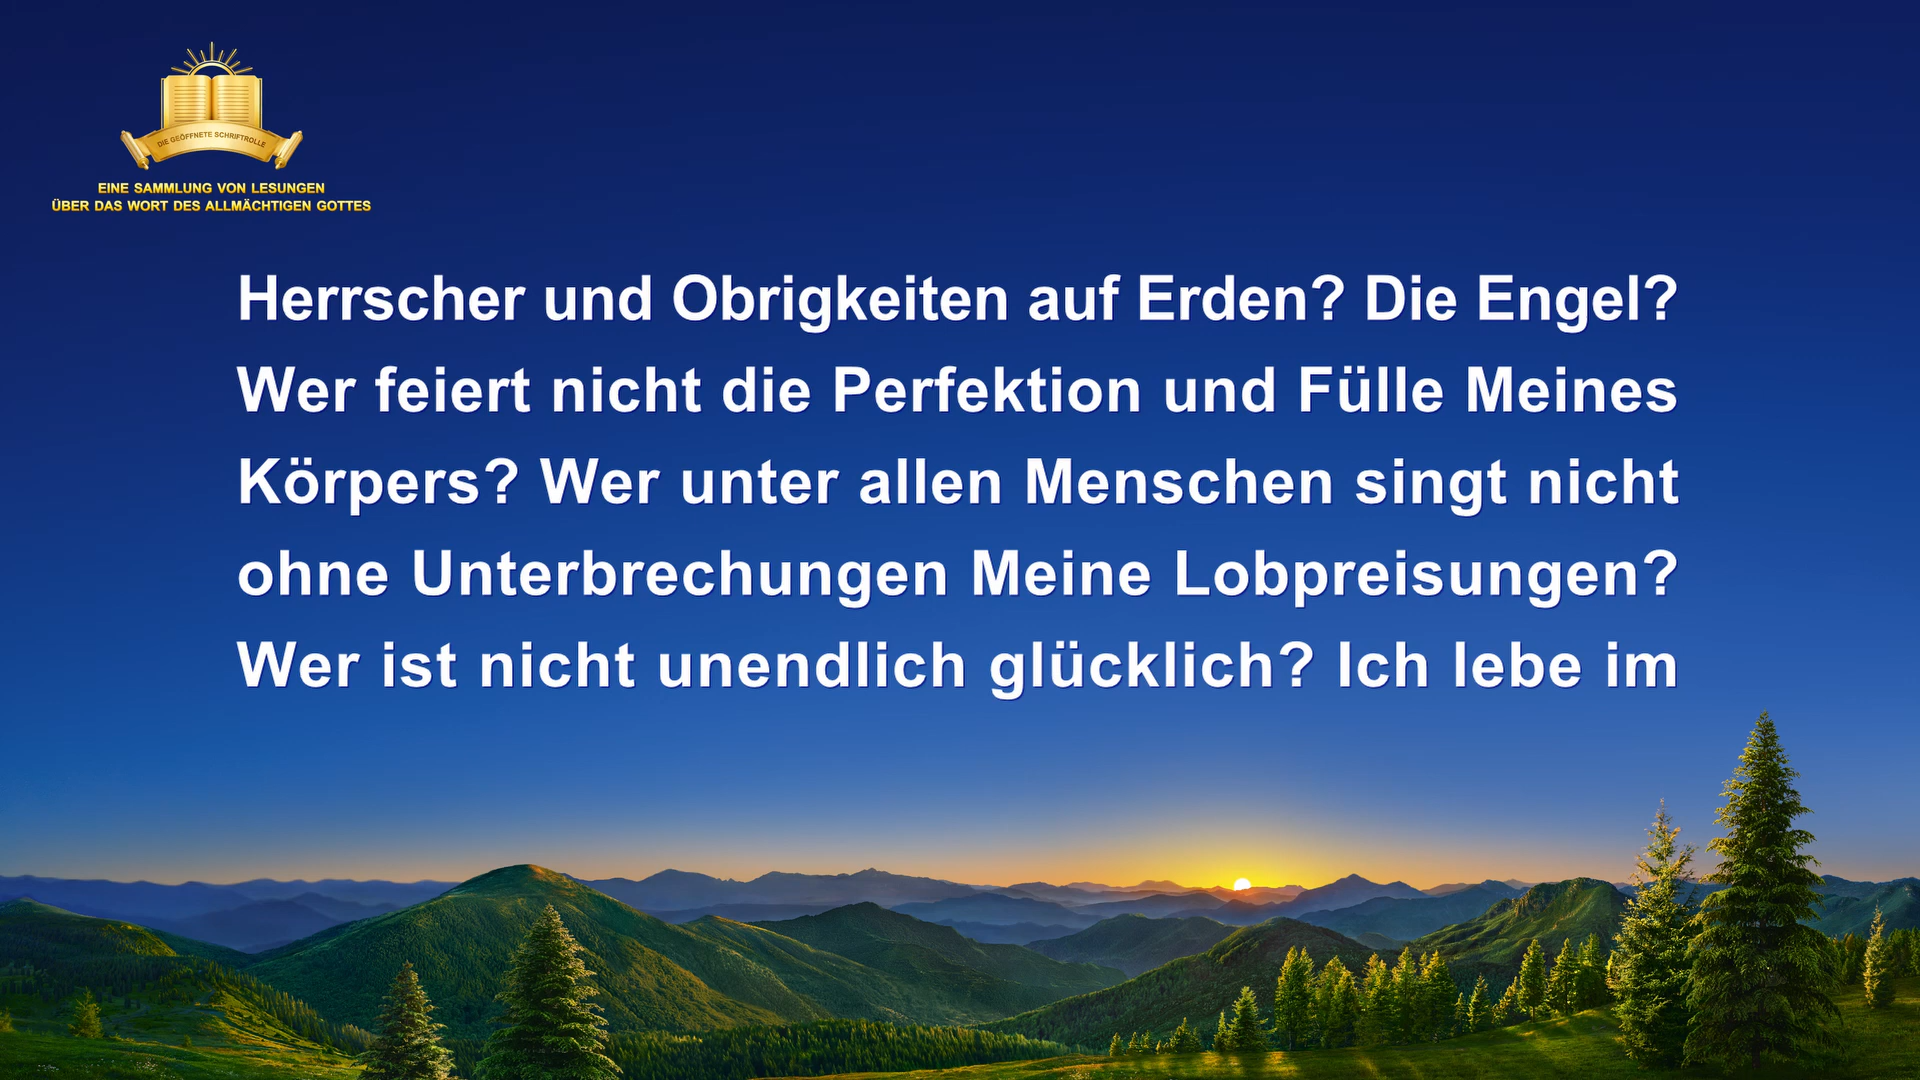 DIE GEÖFFNETE SCHRIFTROLLE
EINE SAMMLUNG VON LESUNGEN
ÜBER DAS WORT DES ALLMÄCHTIGEN GOTTES
Herrscher und Obrigkeiten auf Erden? Die Engel?
Wer feiert nicht die Perfektion und Fülle Meines
Körpers? Wer unter allen Menschen singt nicht
ohne Unterbrechungen Meine Lobpreisungen?
Wer ist nicht unendlich glücklich? Ich lebe im